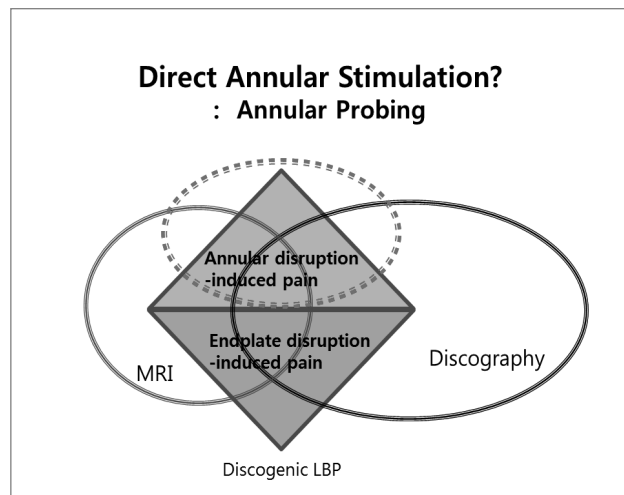 Direct Annular Stimulation?
: Annular Probing
Annular disruption
-induced pain
Endplate disruption
-induced pain
MRI
Discography
Discogenic LBP